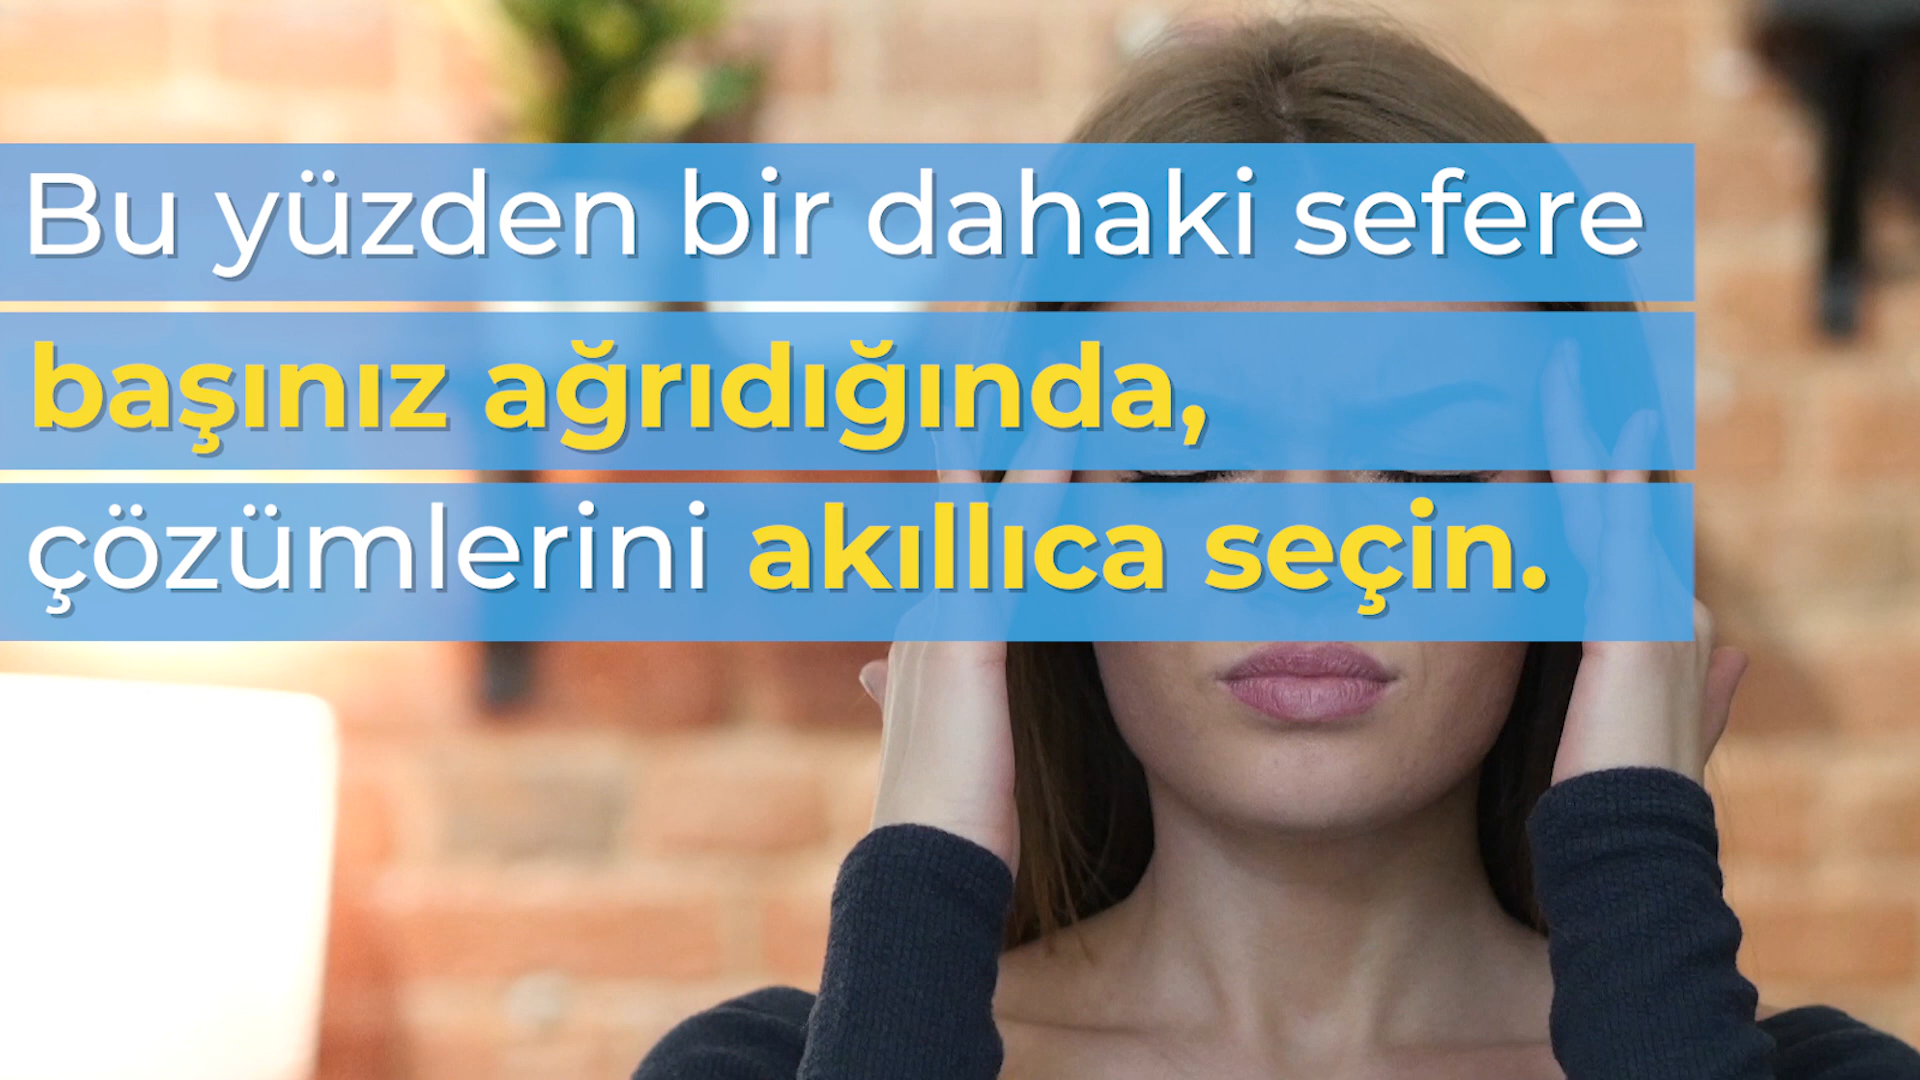 Bu yüzden bir dahaki sefere
başınız ağrıdığında,
çözümlerini akıllıca seçin.